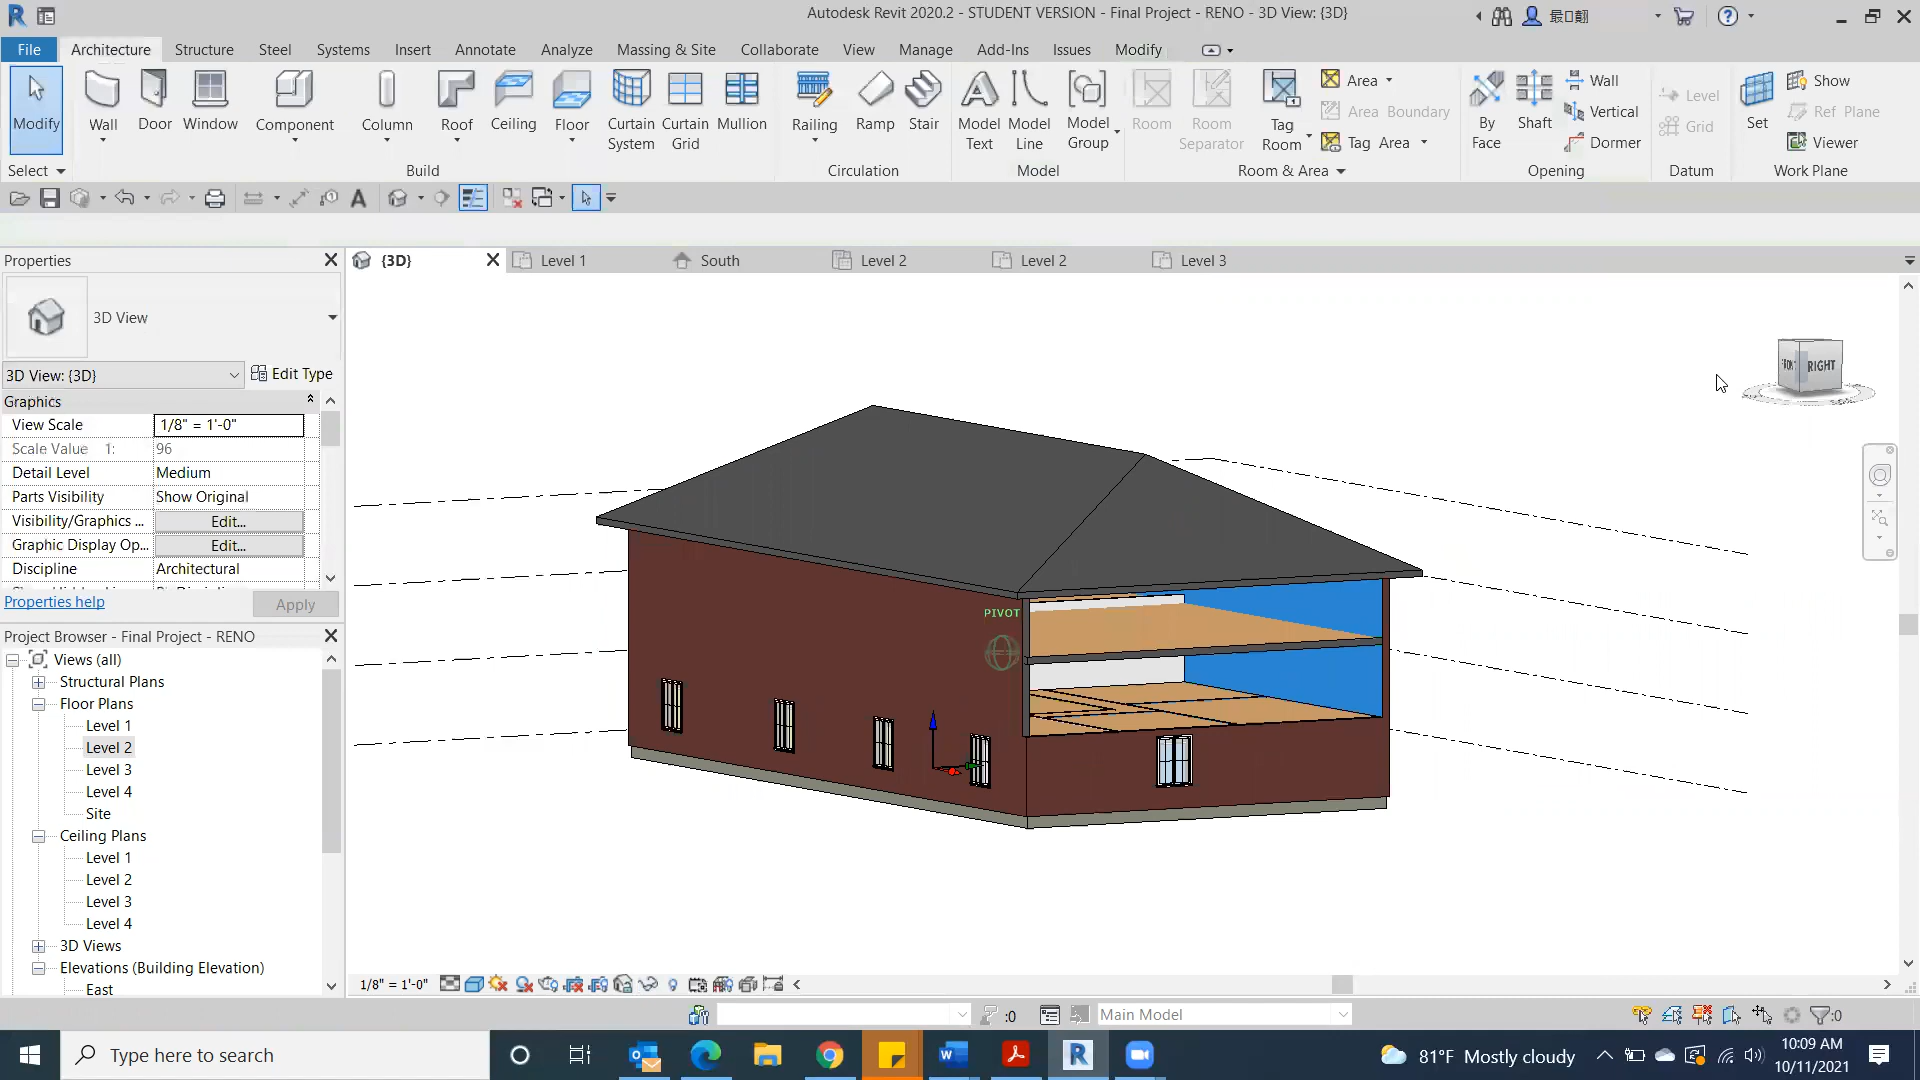 Autodesk Revit 2020.2 - STUDENT VERSION - Final Project - RENO - 3D View: {3D}
File Architecture Structure Steel Systems Insert Annotate Analyze Massing & Site Collaborate View Manage Add-Ins Issues Modify
Modify Wall Door Window Component Column Roof Ceiling Floor Curtain System Curtain Grid Mullion Railing Ramp Stair Model Text Model Line Model Group Room Room Separator Tag Room
Area
Area Boundary
Tag Area
By Face Shaft
Wall
Vertical
Dormer
Level
Grid
Set
Show
Ref Plane
Viewer
Select Build Circulation Model Room & Area Opening Datum Work Plane
Properties
{3D} Level 1 South Level 2 Level 2 Level 3
3D View
3D View: {3D} Edit Type
Graphics
View Scale 1/8" = 1'-0"
Scale Value 1: 96
Detail Level Medium
Parts Visibility Show Original
Visibility/Graphics ... Edit...
Graphic Display Op... Edit...
Discipline Architectural
Properties help Apply
Project Browser - Final Project - RENO
Views (all)
Structural Plans
Floor Plans
Level 1
Level 2
Level 3
Level 4
Site
Ceiling Plans
Level 1
Level 2
Level 3
Level 4
3D Views
Elevations (Building Elevation)
East
FRONT RIGHT
PIVOT
1/8" = 1'-0"
:0 Main Model :0
Type here to search
81°F Mostly cloudy
10:09 AM
10/11/2021